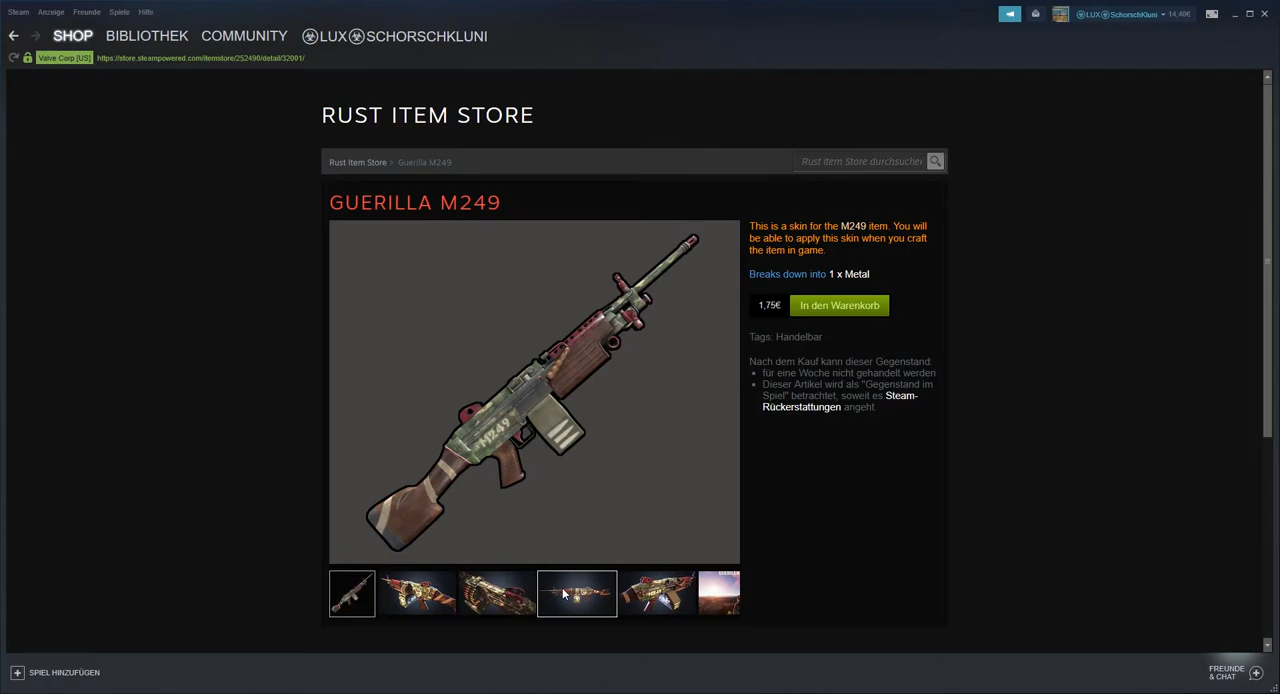 Steam Anzeige Freunde Spiele Hilfe
LUX SchorschKluni 14,40€
SHOP BIBLIOTHEK COMMUNITY LUX SCHORSCHKLUNI
Valve Corp [US] https://store.steampowered.com/itemstore/252490/detail/32001/
RUST ITEM STORE
Rust Item Store > Guerilla M249
Rust Item Store durchsuchen
GUERILLA M249
This is a skin for the M249 item. You will
be able to apply this skin when you craft
the item in game.
Breaks down into 1 x Metal
1,75€ In den Warenkorb
Tags: Handelbar
Nach dem Kauf kann dieser Gegenstand:
• für eine Woche nicht gehandelt werden
• Dieser Artikel wird als "Gegenstand im
Spiel" betrachtet, soweit es Steam-
Rückerstattungen angeht.
M249
SPIEL HINZUFÜGEN
FREUNDE
& CHAT